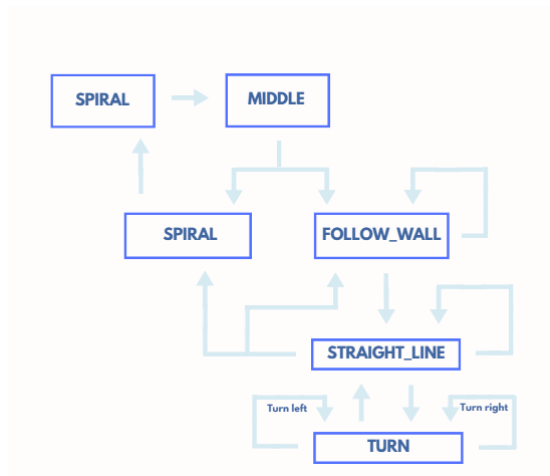 SPIRAL
MIDDLE
SPIRAL
FOLLOW_WALL
STRAIGHT_LINE
Turn left
Turn right
TURN